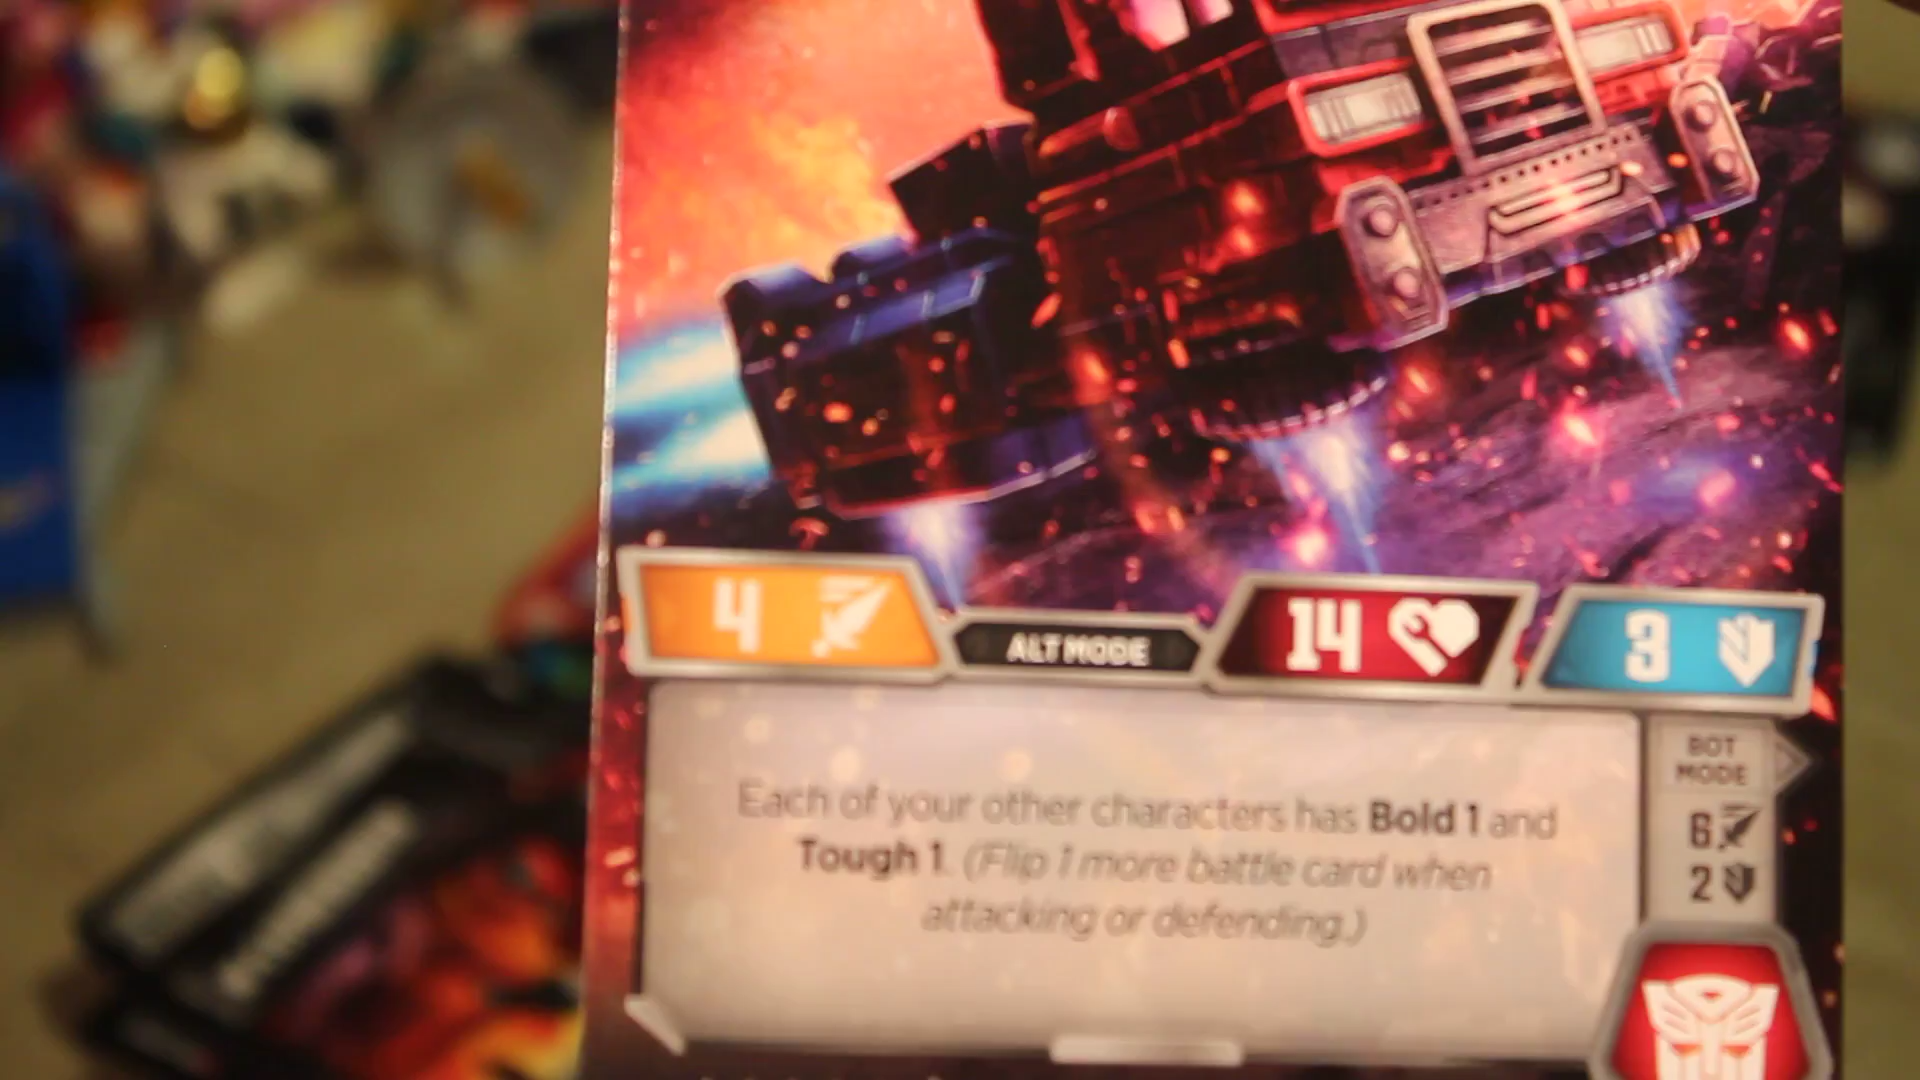 4
ALT MODE
14
3
Each of your other characters has Bold 1 and
Tough 1. (Flip 1 more battle card when
attacking or defending.)
BOT
MODE
6
2